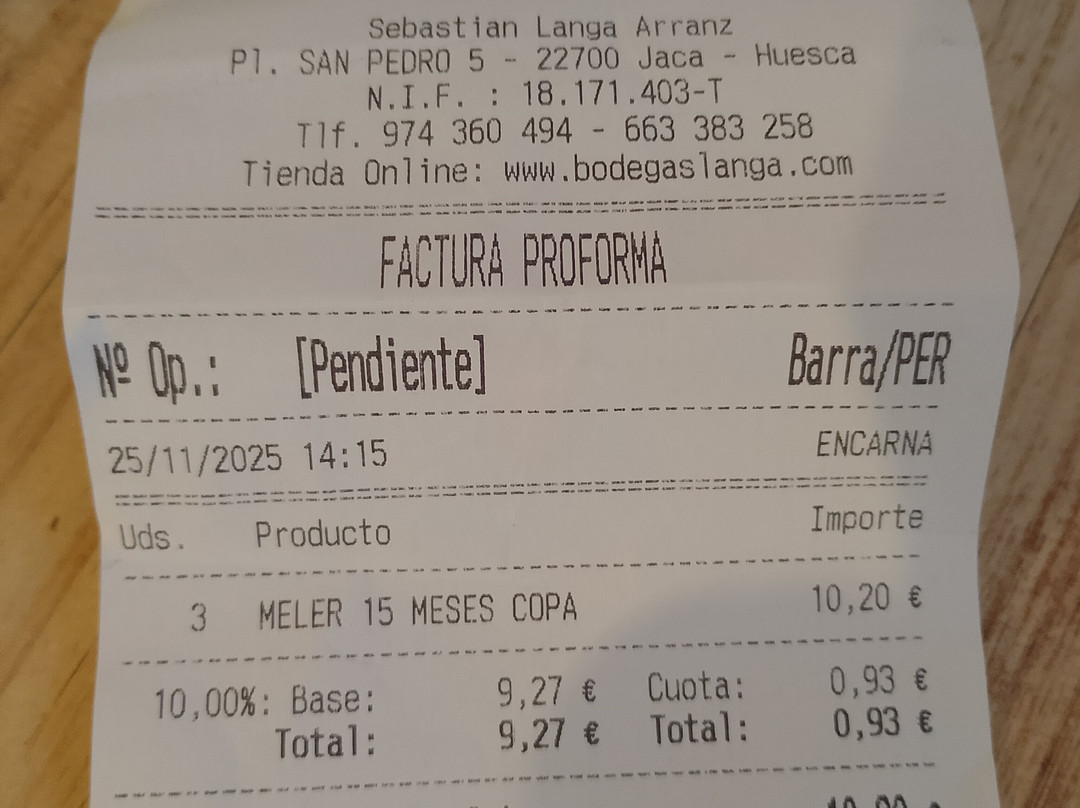 Sebastian Langa Arranz
Pl. SAN PEDRO 5 - 22700 Jaca - Huesca
N.I.F. : 18.171.403-T
Tlf. 974 360 494 - 663 383 258
Tienda Online: www.bodegaslanga.com
FACTURA PROFORMA
Nº Op.: [Pendiente] Barra/PER
25/11/2025 14:15 ENCARNA
Uds. Producto Importe
3 MELER 15 MESES COPA 10,20 €
10,00%: Base: 9,27 € Cuota: 0,93 €
Total: 9,27 € Total: 0,93 €